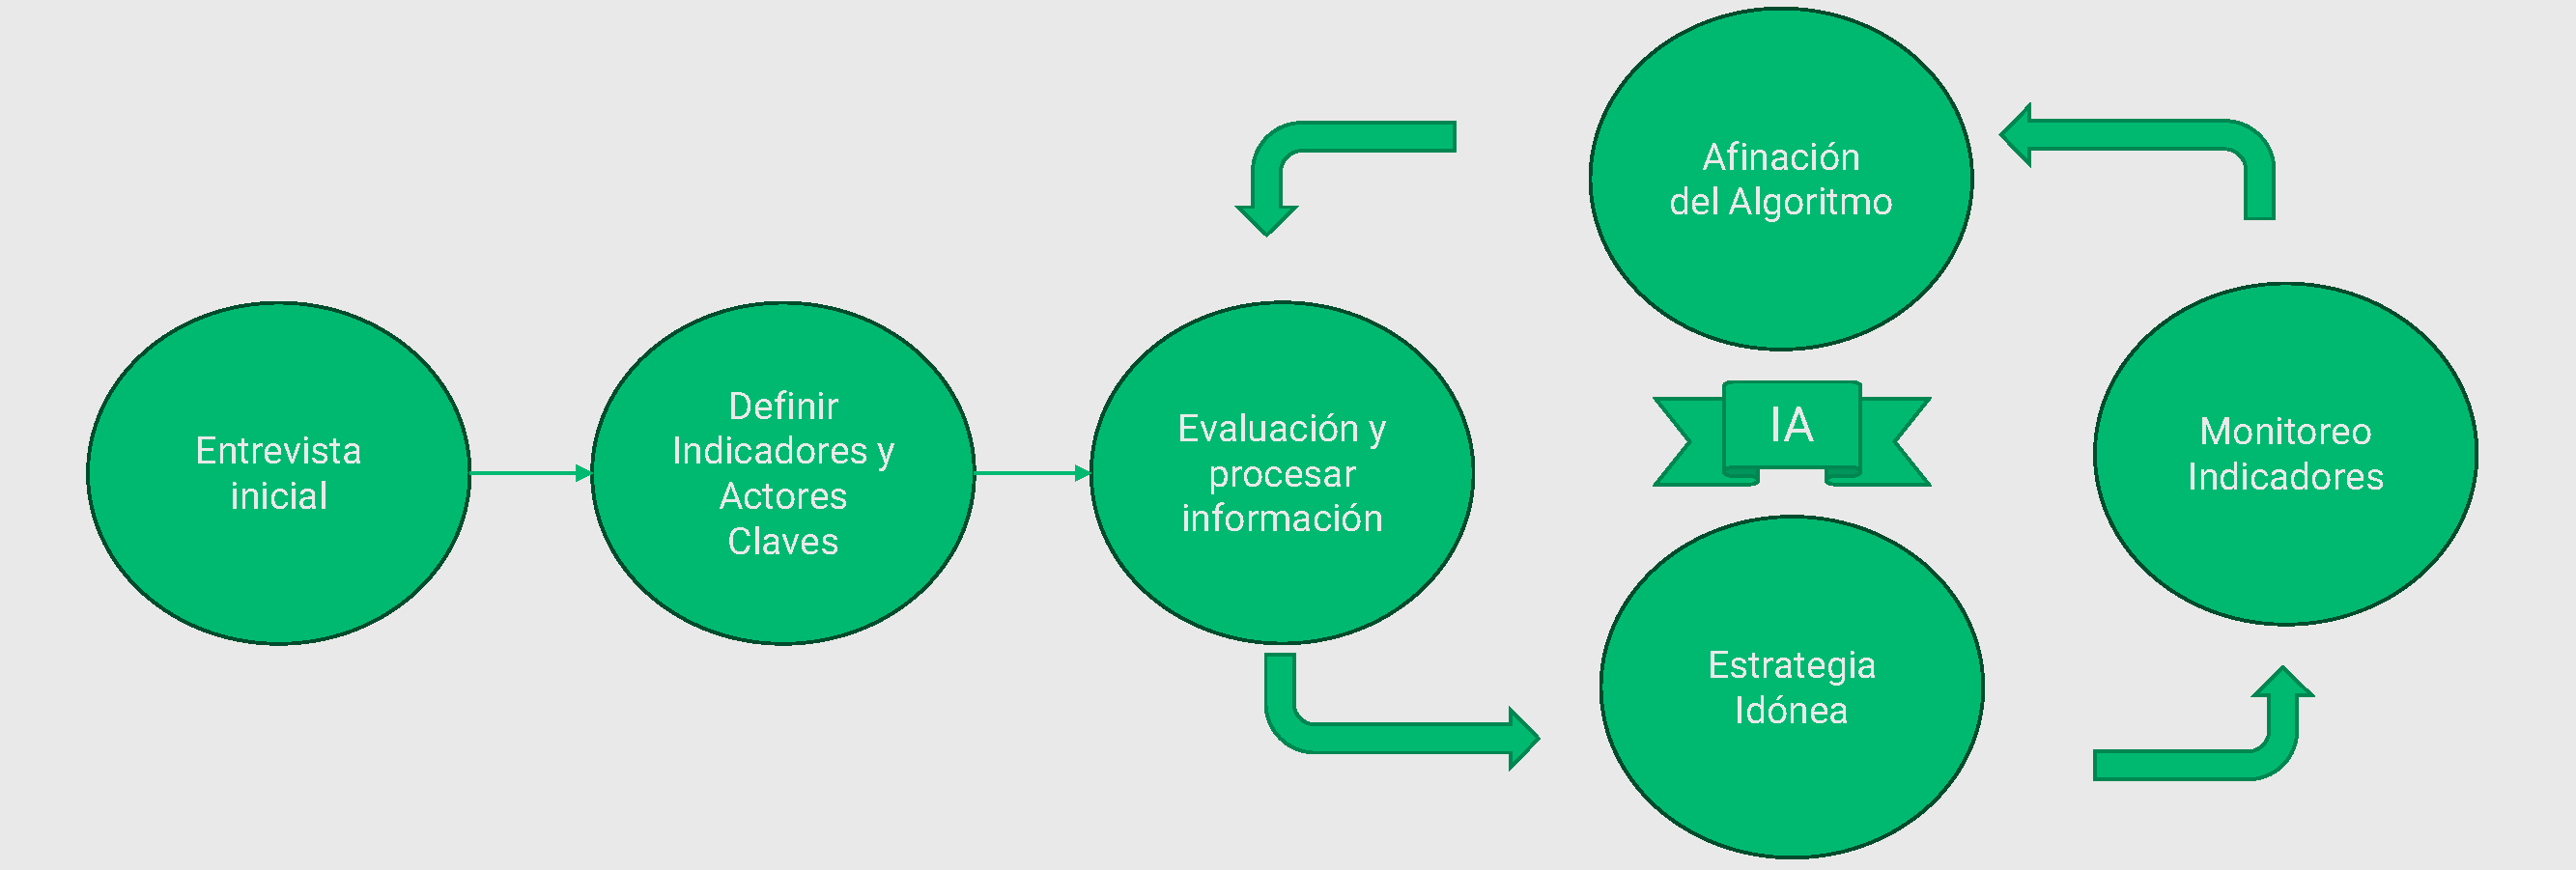 Entrevista
inicial
Definir
Indicadores y
Actores
Claves
Evaluación y
procesar
información
Afinación
del Algoritmo
IA
Estrategia
Idónea
Monitoreo
Indicadores